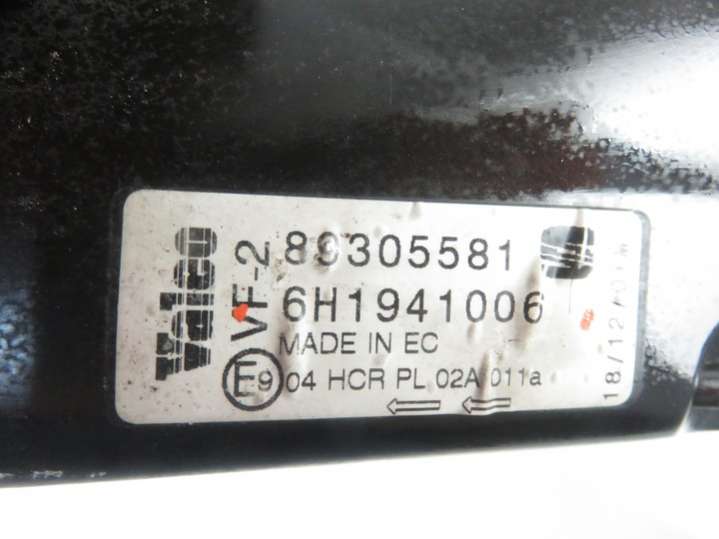 Valeo
VF-2
89305581
6H1941006
MADE IN EC
E9 04 HCR PL 02A 011a